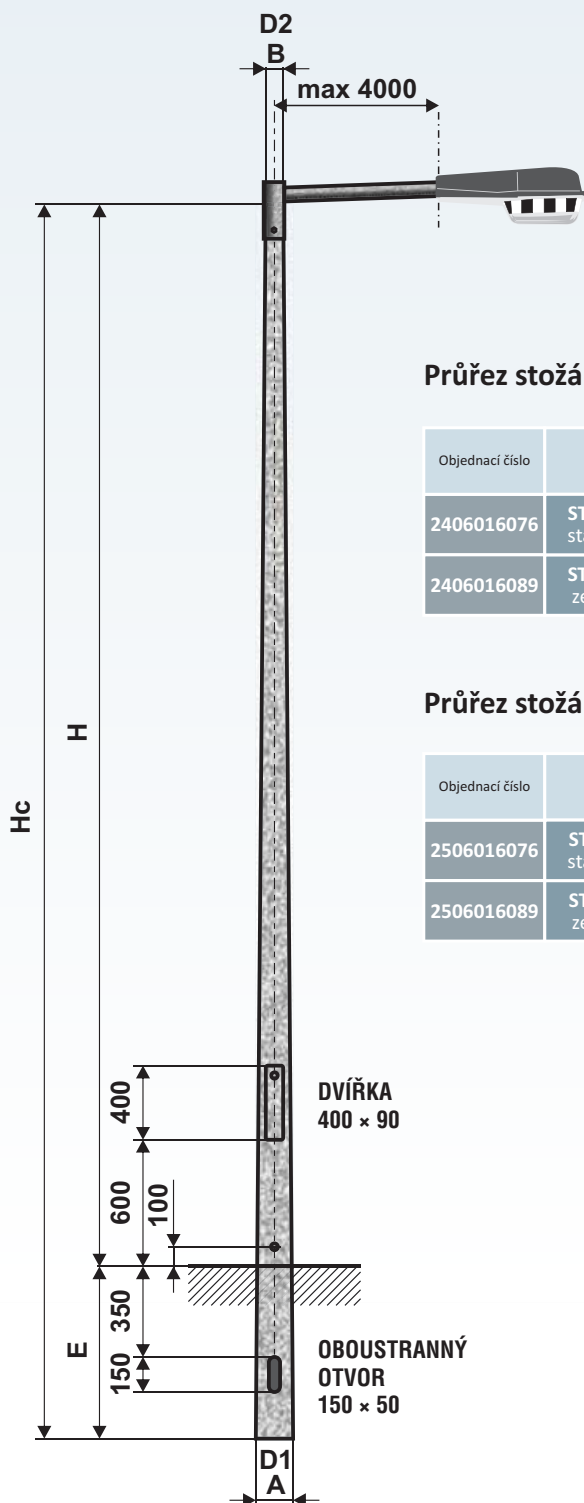 D2
B
max 4000
Průřez stožá
Objednací číslo
2406016076
ST
sta
2406016089
ST
ze
H
Hc
Průřez stožá
Objednací číslo
2506016076
ST
sta
2506016089
ST
ze
400
DVÍŘKA
400 × 90
600
100
350
E
150
OBOUSTRANNÝ
OTVOR
150 × 50
D1
A